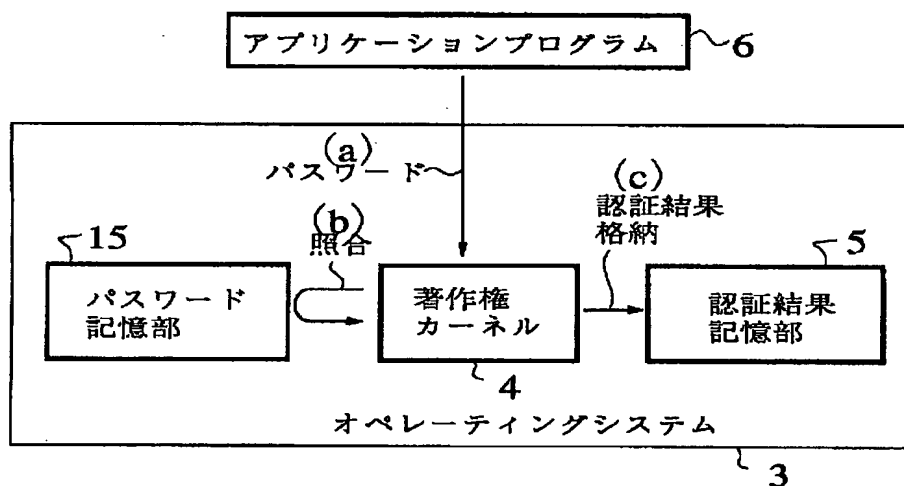 アプリケーションプログラム
6
(a)
パスワード
(b)
照合
(c)
認証結果
格納
15
パスワード
記憶部
著作権
カーネル
4
5
認証結果
記憶部
オペレーティングシステム
3